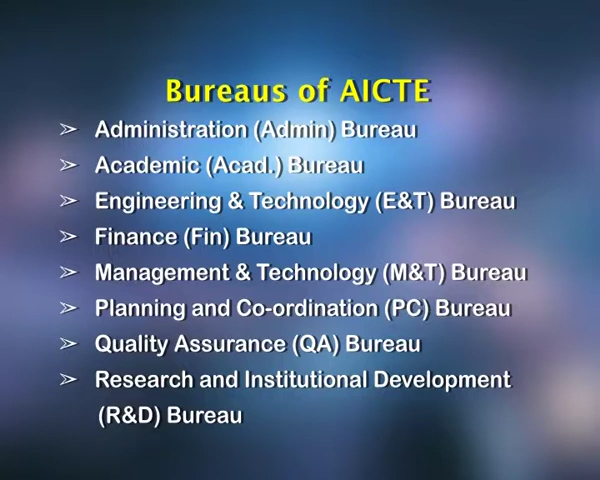 Bureaus of AICTE
➢ Administration (Admin) Bureau
➢ Academic (Acad.) Bureau
➢ Engineering & Technology (E&T) Bureau
➢ Finance (Fin) Bureau
➢ Management & Technology (M&T) Bureau
➢ Planning and Co-ordination (PC) Bureau
➢ Quality Assurance (QA) Bureau
➢ Research and Institutional Development
(R&D) Bureau